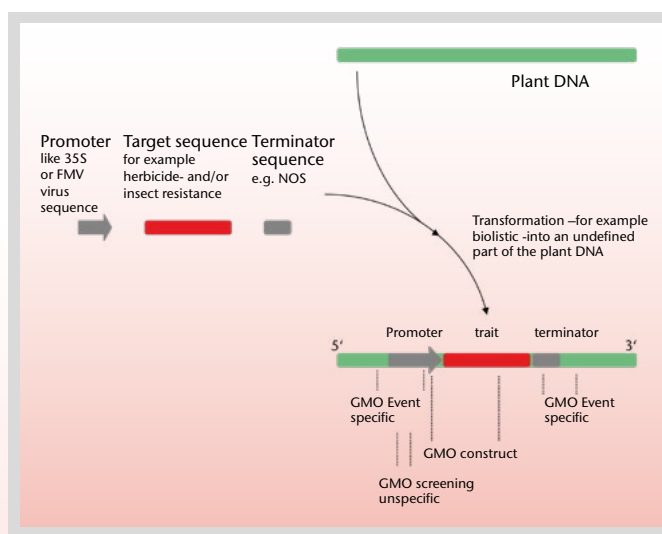 Plant DNA
Promoter
like 35S
or FMV
virus
sequence
Target sequence
for example
herbicide- and/or
insect resistance
Terminator
sequence
e.g. NOS
Transformation –for example
biolistic -into an undefined
part of the plant DNA
Promoter trait terminator
5‘ 3‘
GMO Event
specific
GMO Event
specific
GMO construct
GMO screening
unspecific